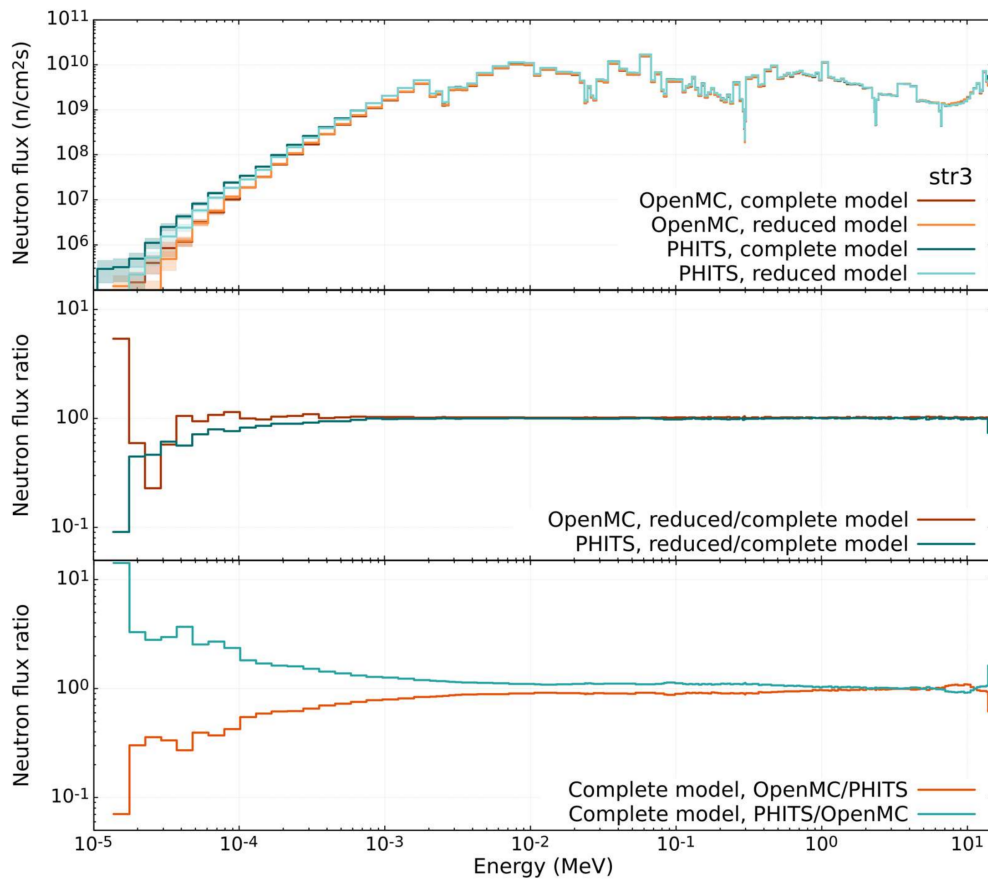 10^11
10^10
10^9
10^8
10^7
10^6
Neutron flux (n/cm²s)
str3
OpenMC, complete model
OpenMC, reduced model
PHITS, complete model
PHITS, reduced model
10^1
10^0
10^-1
Neutron flux ratio
OpenMC, reduced/complete model
PHITS, reduced/complete model
10^1
10^0
10^-1
Neutron flux ratio
Complete model, OpenMC/PHITS
Complete model, PHITS/OpenMC
10^-5 10^-4 10^-3 10^-2 10^-1 10^0 10^1
Energy (MeV)